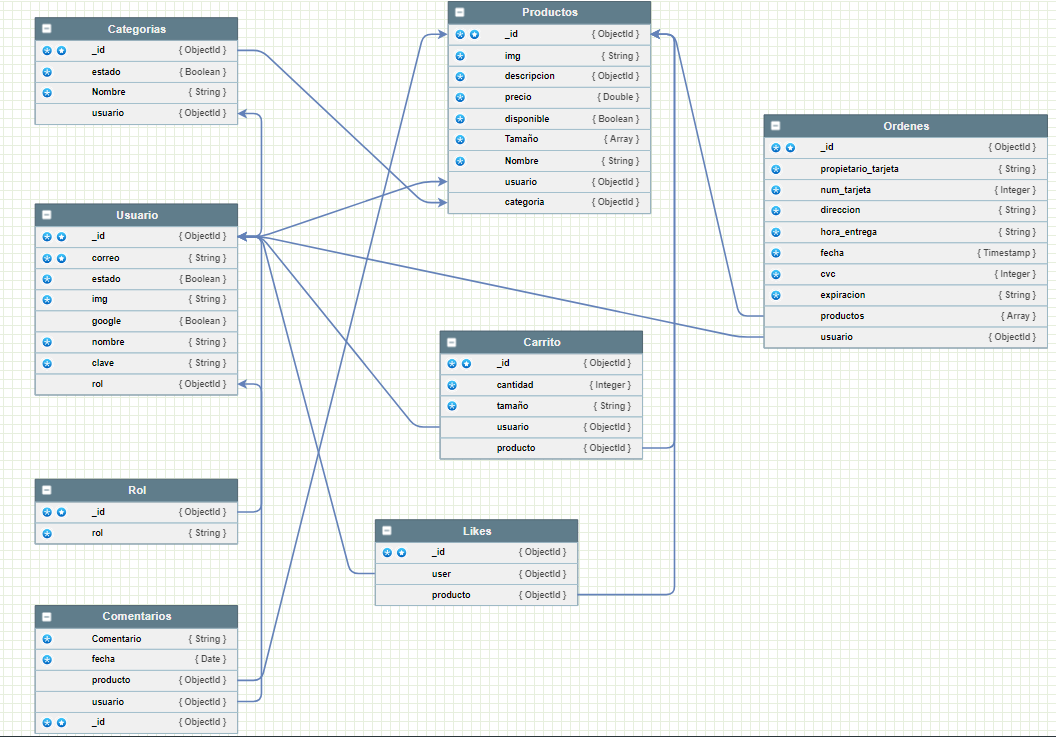 Categorias
_id { ObjectId }
estado { Boolean }
Nombre { String }
usuario { ObjectId }
Productos
_id { ObjectId }
img { String }
descripcion { ObjectId }
precio { Double }
disponible { Boolean }
Tamaño { Array }
Nombre { String }
usuario { ObjectId }
categoria { ObjectId }
Ordenes
_id { ObjectId }
propietario_tarjeta { String }
num_tarjeta { Integer }
direccion { String }
hora_entrega { String }
fecha { Timestamp }
cvc { Integer }
expiracion { String }
productos { Array }
usuario { ObjectId }
Usuario
_id { ObjectId }
correo { String }
estado { Boolean }
img { String }
google { Boolean }
nombre { String }
clave { String }
rol { ObjectId }
Carrito
_id { ObjectId }
cantidad { Integer }
tamaño { String }
usuario { ObjectId }
producto { ObjectId }
Rol
_id { ObjectId }
rol { String }
Likes
_id { ObjectId }
user { ObjectId }
producto { ObjectId }
Comentarios
Comentario { String }
fecha { Date }
producto { ObjectId }
usuario { ObjectId }
_id { ObjectId }